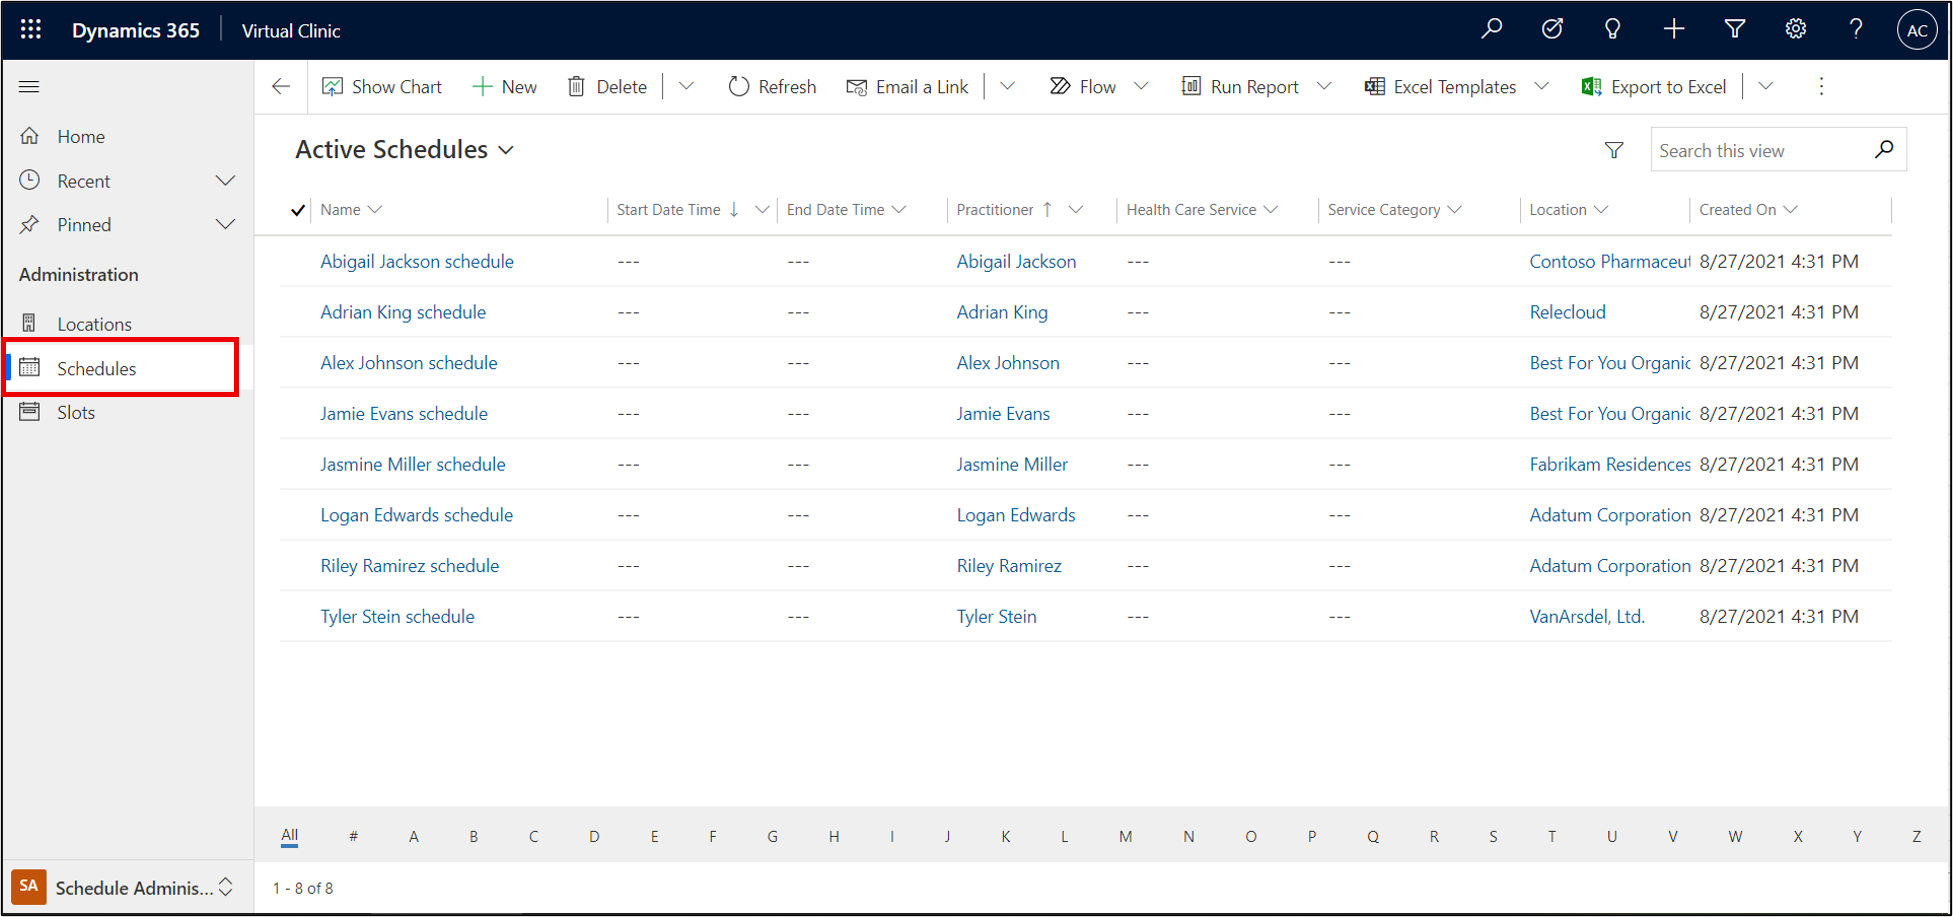 Dynamics 365 Virtual Clinic AC
Show Chart New Delete Refresh Email a Link Flow Run Report Excel Templates Export to Excel
Home
Recent
Pinned
Administration
Locations
Schedules
Slots
Active Schedules Search this view
Name Start Date Time End Date Time Practitioner Health Care Service Service Category Location Created On
Abigail Jackson schedule --- --- Abigail Jackson --- --- Contoso Pharmaceut 8/27/2021 4:31 PM
Adrian King schedule --- --- Adrian King --- --- Relecloud 8/27/2021 4:31 PM
Alex Johnson schedule --- --- Alex Johnson --- --- Best For You Organic 8/27/2021 4:31 PM
Jamie Evans schedule --- --- Jamie Evans --- --- Best For You Organic 8/27/2021 4:31 PM
Jasmine Miller schedule --- --- Jasmine Miller --- --- Fabrikam Residences 8/27/2021 4:31 PM
Logan Edwards schedule --- --- Logan Edwards --- --- Adatum Corporation 8/27/2021 4:31 PM
Riley Ramirez schedule --- --- Riley Ramirez --- --- Adatum Corporation 8/27/2021 4:31 PM
Tyler Stein schedule --- --- Tyler Stein --- --- VanArsdel, Ltd. 8/27/2021 4:31 PM
All # A B C D E F G H I J K L M N O P Q R S T U V W X Y Z
SA Schedule Adminis...
1 - 8 of 8